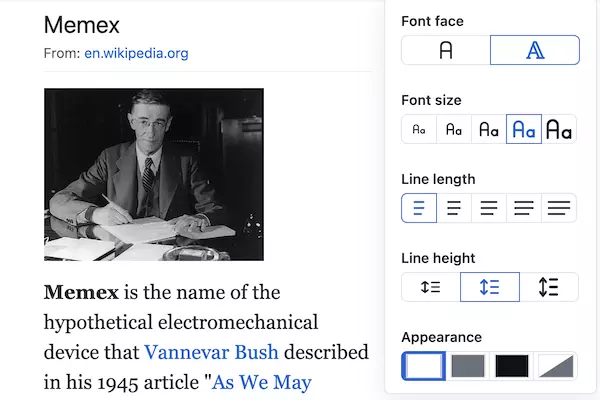 Memex
From: en.wikipedia.org
Memex is the name of the
hypothetical electromechanical
device that Vannevar Bush described
in his 1945 article "As We May
Font face
A A
Font size
Aa Aa Aa Aa Aa
Line length
Line height
Appearance